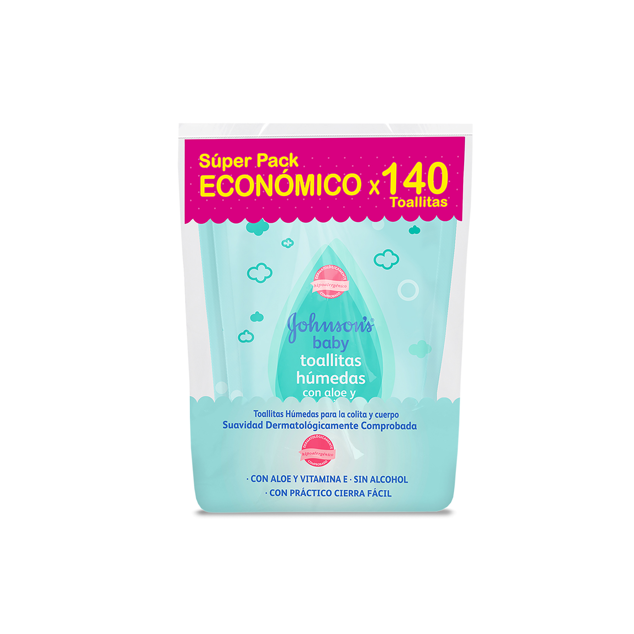 Súper Pack
ECONÓMICO x140
Toallitas
Johnson's
baby
toallitas
húmedas
con aloe y
Toallitas Húmedas para la colita y cuerpo
Suavidad Dermatológicamente Comprobada
· CON ALOE Y VITAMINA E · SIN ALCOHOL
· CON PRÁCTICO CIERRA FÁCIL